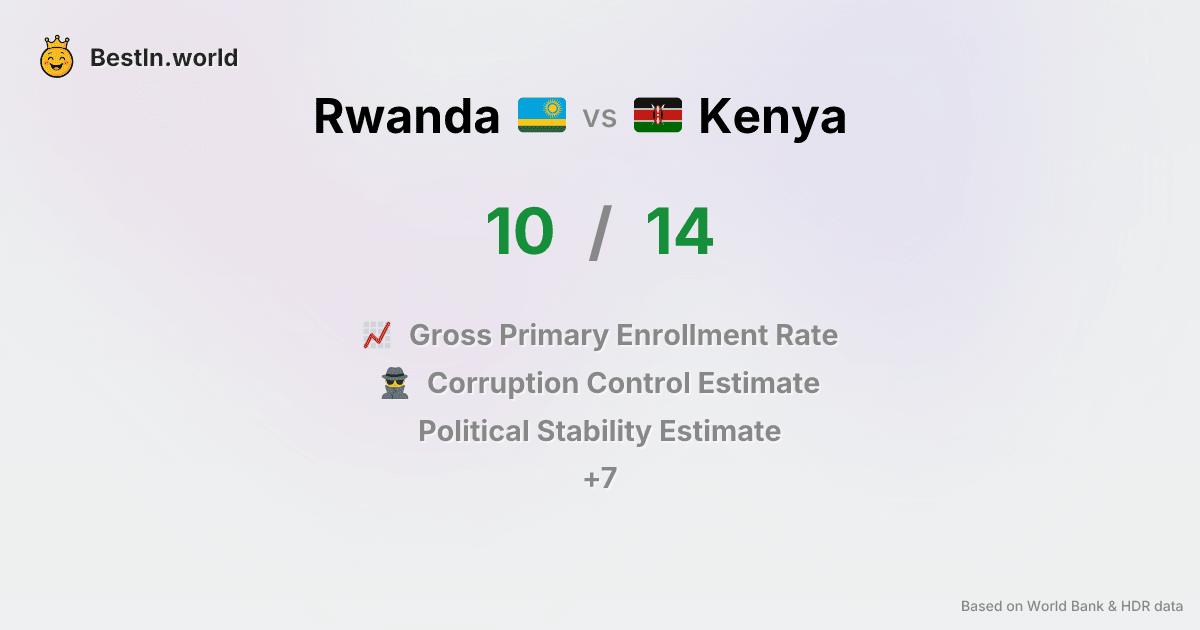 BestIn.world
Rwanda vs Kenya
10 / 14
Gross Primary Enrollment Rate
Corruption Control Estimate
Political Stability Estimate
+7
Based on World Bank & HDR data